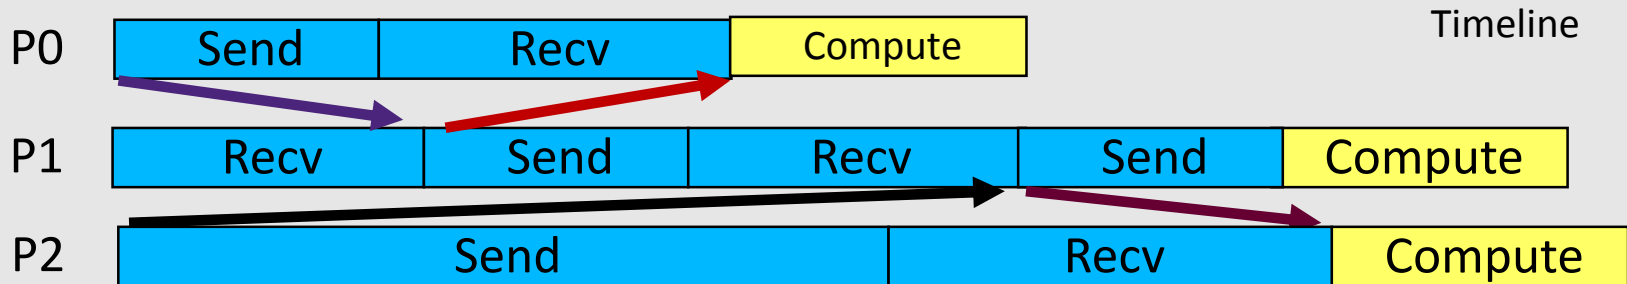 Timeline
P0 Send Recv Compute
P1 Recv Send Recv Send Compute
P2 Send Recv Compute